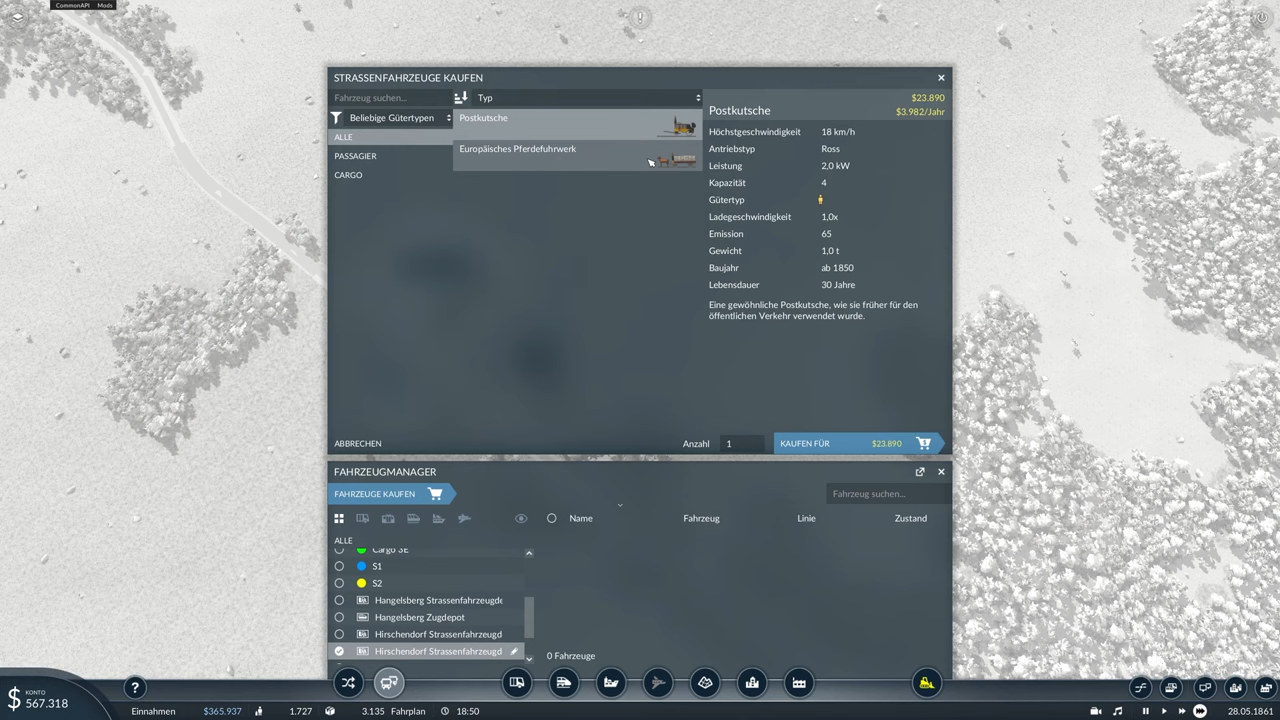 CommonAPI Mods
STRASSENFAHRZEUGE KAUFEN
Fahrzeug suchen...
Typ
Beliebige Gütertypen
ALLE
PASSAGIER
CARGO
Postkutsche
Europäisches Pferdefuhrwerk
$23.890
Postkutsche
$3.982/Jahr
Höchstgeschwindigkeit 18 km/h
Antriebstyp Ross
Leistung 2,0 kW
Kapazität 4
Gütertyp
Ladegeschwindigkeit 1,0x
Emission 65
Gewicht 1,0 t
Baujahr ab 1850
Lebensdauer 30 Jahre
Eine gewöhnliche Postkutsche, wie sie früher für den
öffentlichen Verkehr verwendet wurde.
ABBRECHEN
Anzahl 1
KAUFEN FÜR $23.890
FAHRZEUGMANAGER
FAHRZEUGE KAUFEN
Fahrzeug suchen...
Name Fahrzeug Linie Zustand
ALLE
Cargo 3E
S1
S2
Hangelsberg Strassenfahrzeugde
Hangelsberg Zugdepot
Hirschendorf Strassenfahrzeugd
Hirschendorf Strassenfahrzeugd
0 Fahrzeuge
$ KONTO
567.318
?
Einnahmen $365.937 1.727 3.135 Fahrplan 18:50
28.05.1861